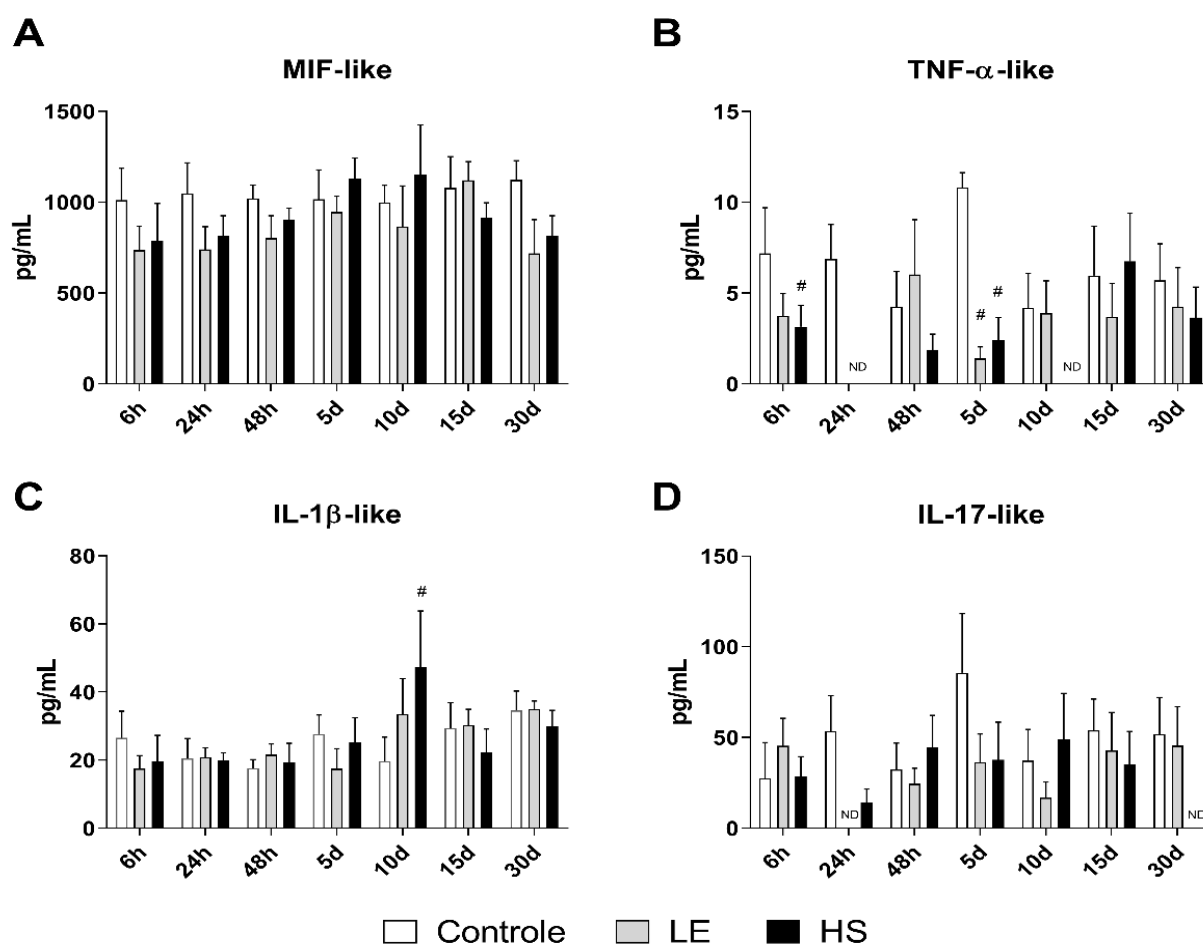 A
MIF-like
pg/mL
1500
1000
500
0
6h
24h
48h
5d
10d
15d
30d
B
TNF-α-like
pg/mL
15
10
5
0
#
ND
#
#
ND
6h
24h
48h
5d
10d
15d
30d
C
IL-1β-like
pg/mL
80
60
40
20
0
#
6h
24h
48h
5d
10d
15d
30d
D
IL-17-like
pg/mL
150
100
50
0
ND
ND
6h
24h
48h
5d
10d
15d
30d
Controle LE HS